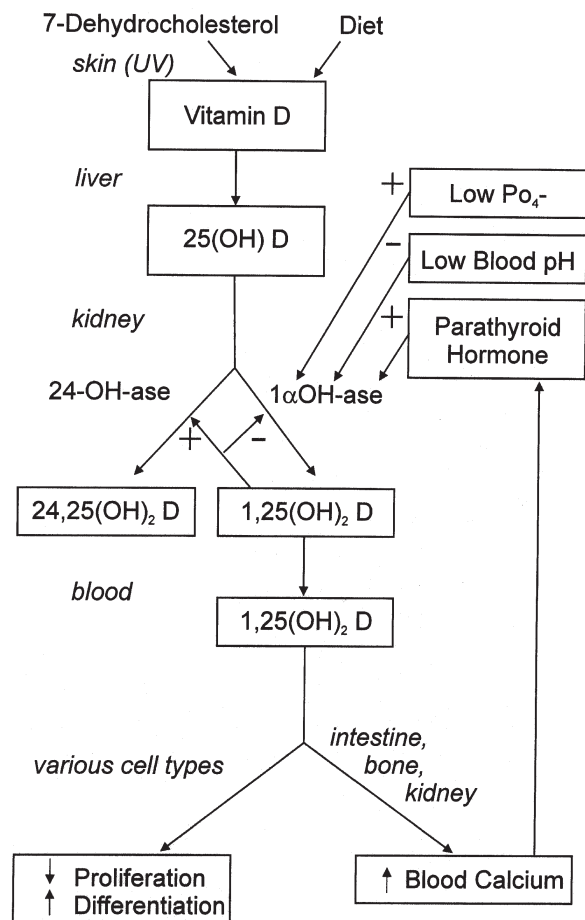 7-Dehydrocholesterol Diet
skin (UV)
Vitamin D
liver
25(OH) D
+ Low Po₄-
− Low Blood pH
+ Parathyroid
Hormone
kidney
24-OH-ase 1αOH-ase
+ −
24,25(OH)₂ D 1,25(OH)₂ D
blood
1,25(OH)₂ D
various cell types
intestine,
bone,
kidney
↓ Proliferation
↑ Differentiation
↑ Blood Calcium